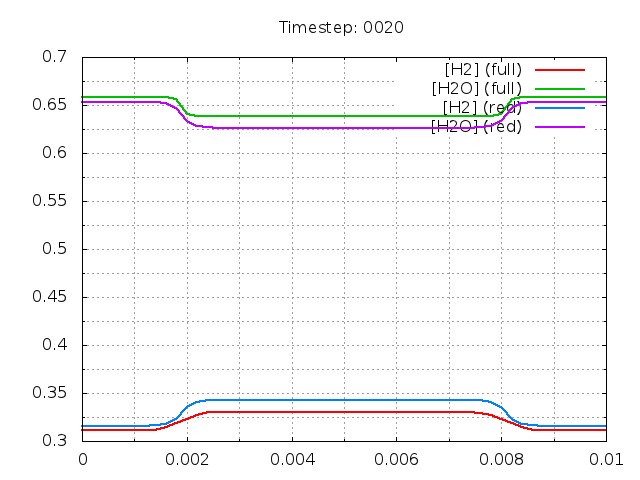 Timestep: 0020
0.7
0.65
0.6
0.55
0.5
0.45
0.4
0.35
0.3
[H2] (full)
[H2O] (full)
[H2] (red)
[H2O] (red)
0 0.002 0.004 0.006 0.008 0.01